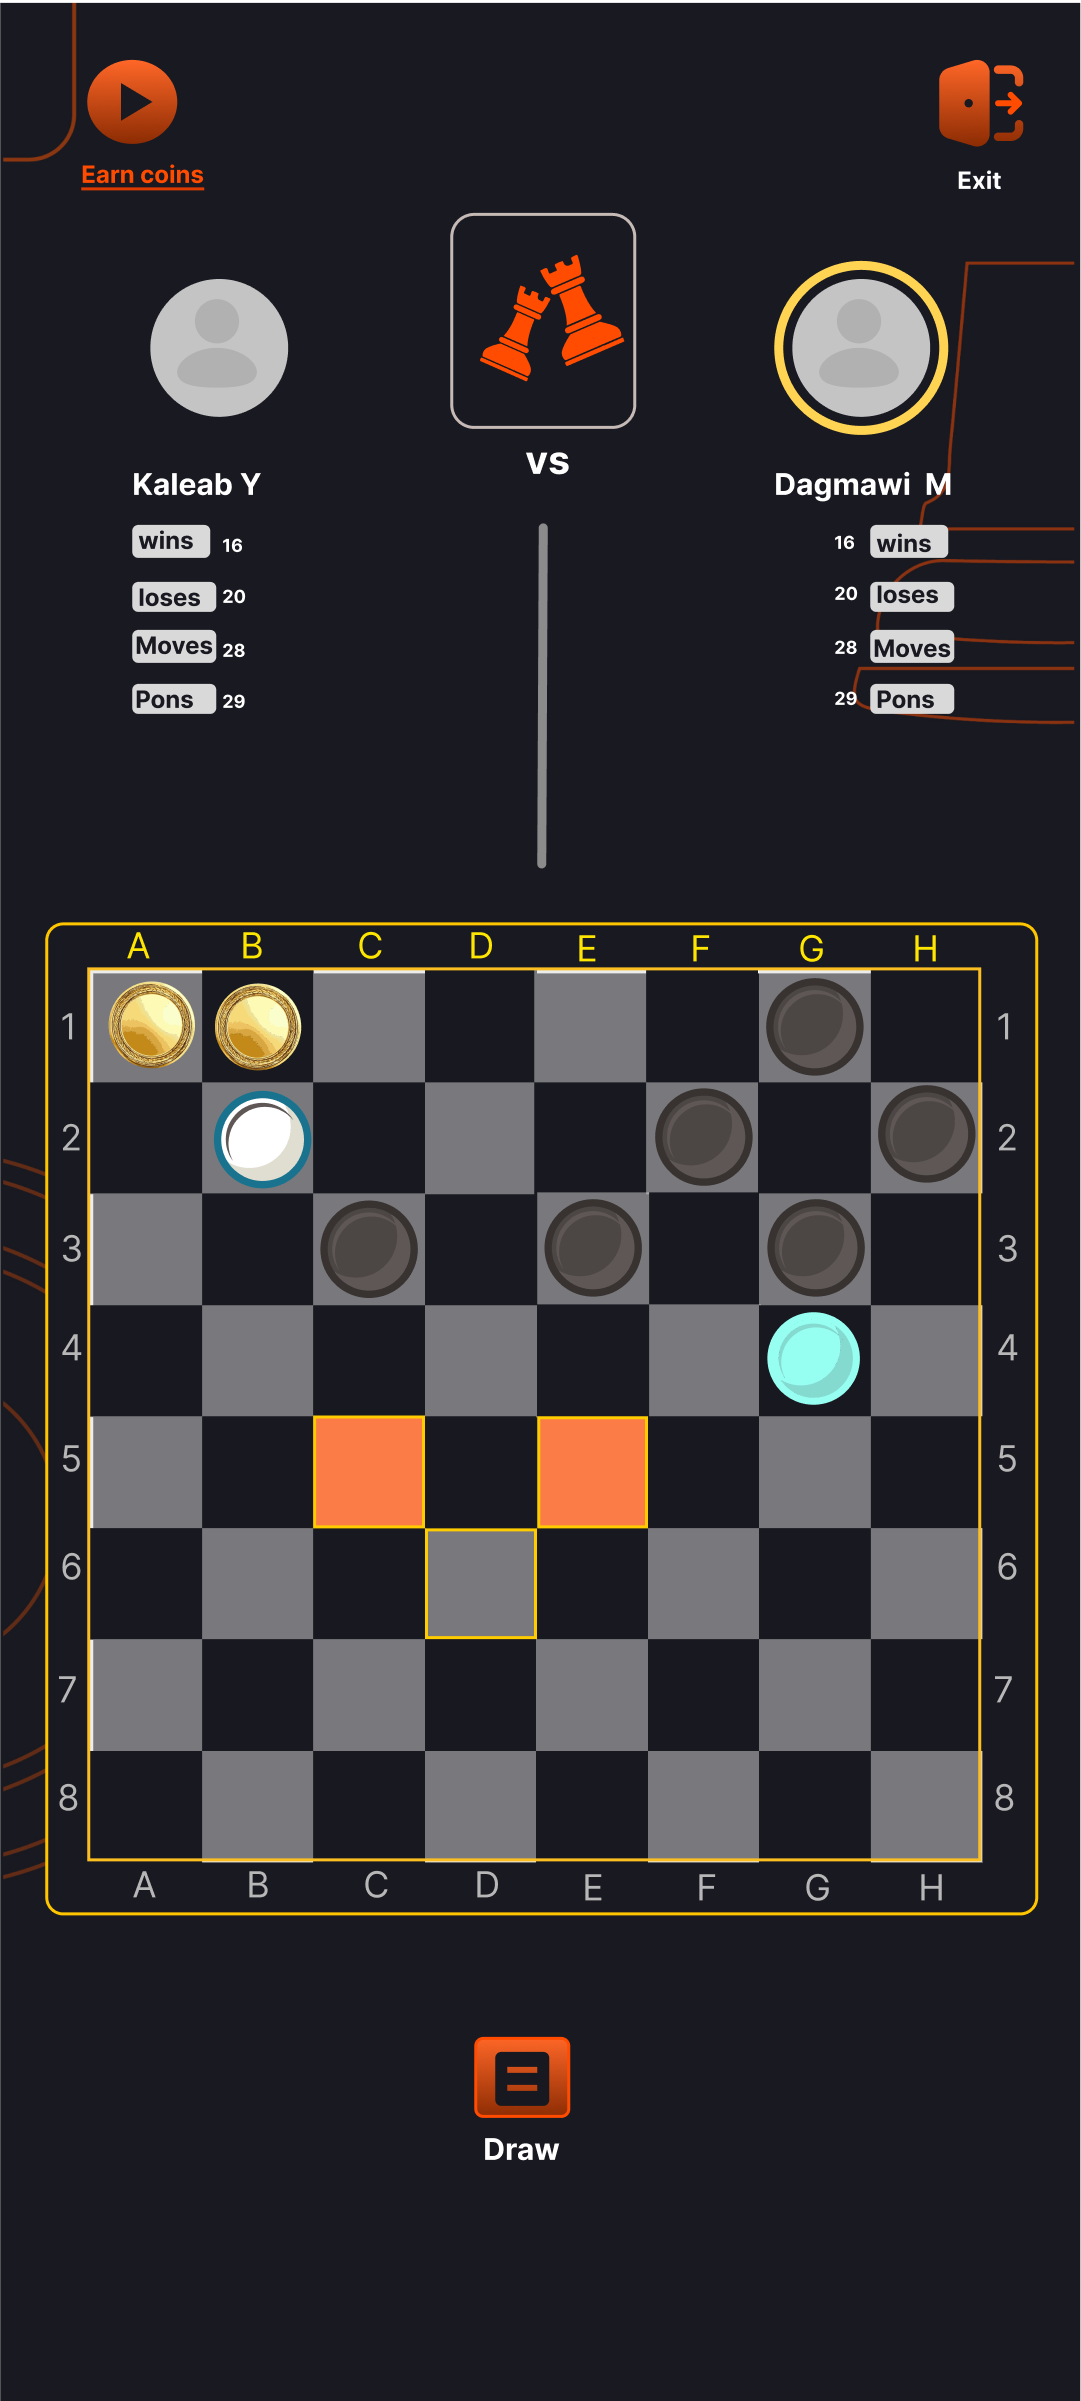 Earn coins
Exit
vs
Kaleab Y
Dagmawi M
wins 16
16 wins
loses 20
20 loses
Moves 28
28 Moves
Pons 29
29 Pons
A B C D E F G H
1 1
2 2
3 3
4 4
5 5
6 6
7 7
8 8
A B C D E F G H
Draw